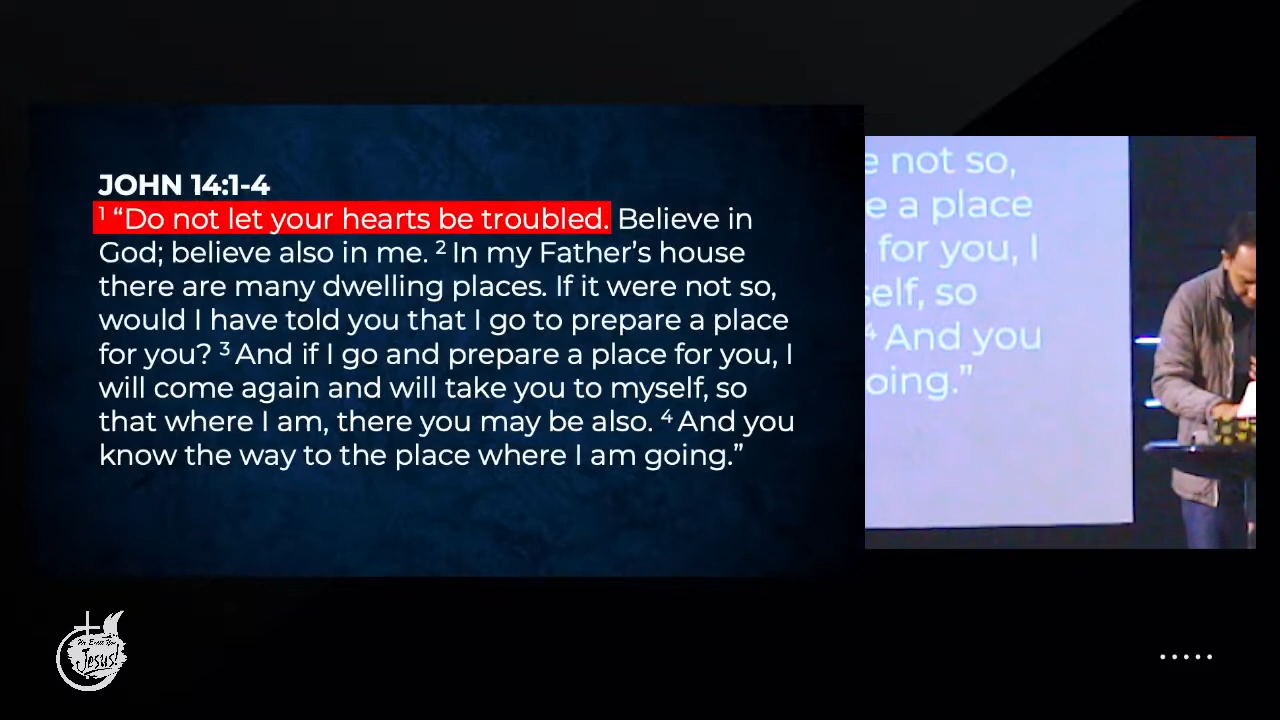 JOHN 14:1-4
1 “Do not let your hearts be troubled. Believe in
God; believe also in me. 2 In my Father’s house
there are many dwelling places. If it were not so,
would I have told you that I go to prepare a place
for you? 3 And if I go and prepare a place for you, I
will come again and will take you to myself, so
that where I am, there you may be also. 4 And you
know the way to the place where I am going.”
e not so,
e a place
for you, I
self, so
4 And you
oing.”
We Bless You
Jesus!